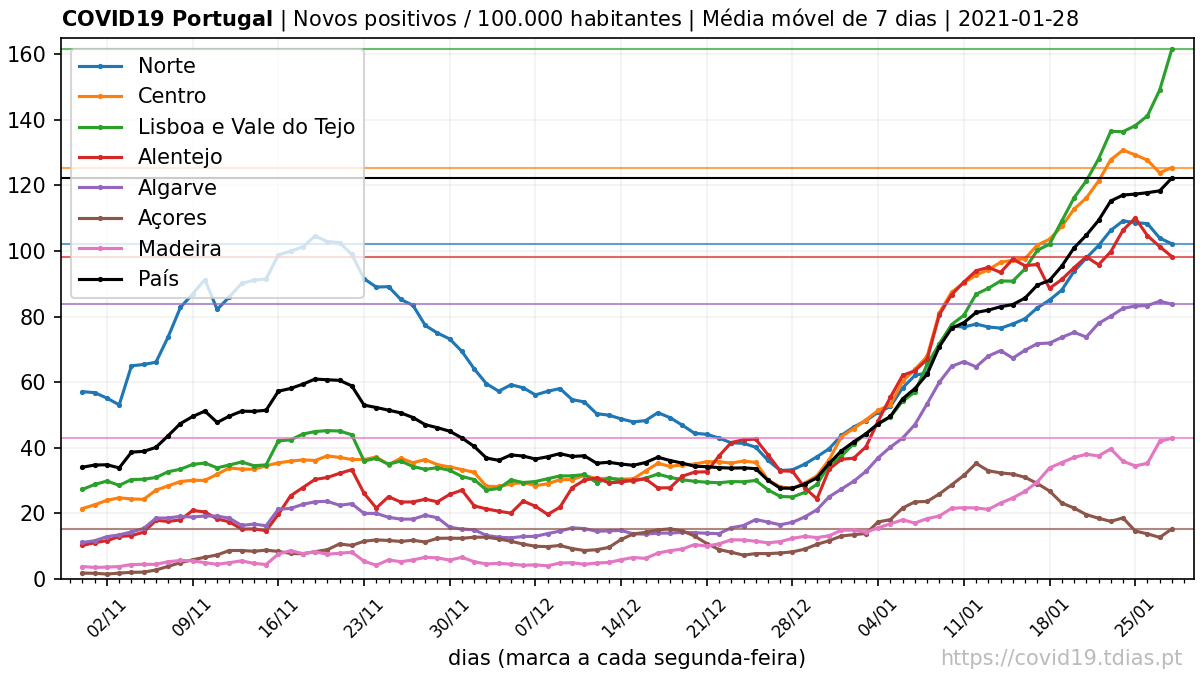 COVID19 Portugal | Novos positivos / 100.000 habitantes | Média móvel de 7 dias | 2021-01-28
160
140
120
100
80
60
40
20
0
Norte
Centro
Lisboa e Vale do Tejo
Alentejo
Algarve
Açores
Madeira
País
02/11 09/11 16/11 23/11 30/11 07/12 14/12 21/12 28/12 04/01 11/01 18/01 25/01
dias (marca a cada segunda-feira)
https://covid19.tdias.pt